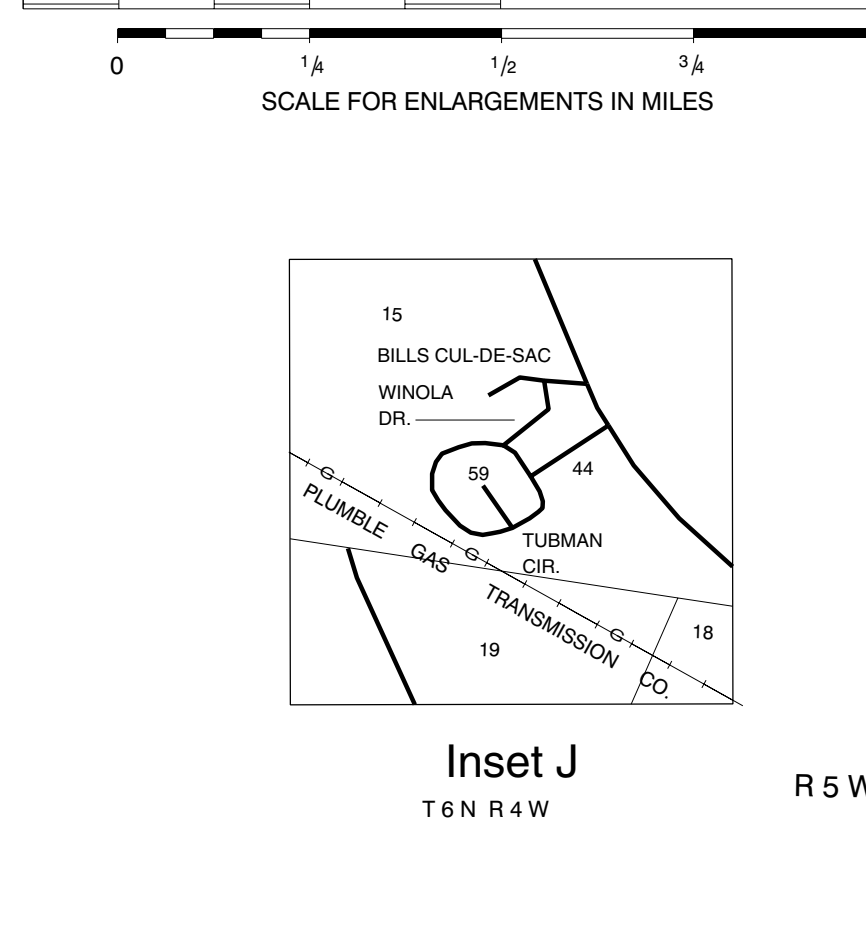 0 1/4 1/2 3/4
SCALE FOR ENLARGEMENTS IN MILES
15
BILLS CUL-DE-SAC
WINOLA
DR.
59
44
G
PLUMBLE GAS TRANSMISSION CO.
G
G
TUBMAN
CIR.
18
19
Inset J
T 6 N R 4 W
R 5 W